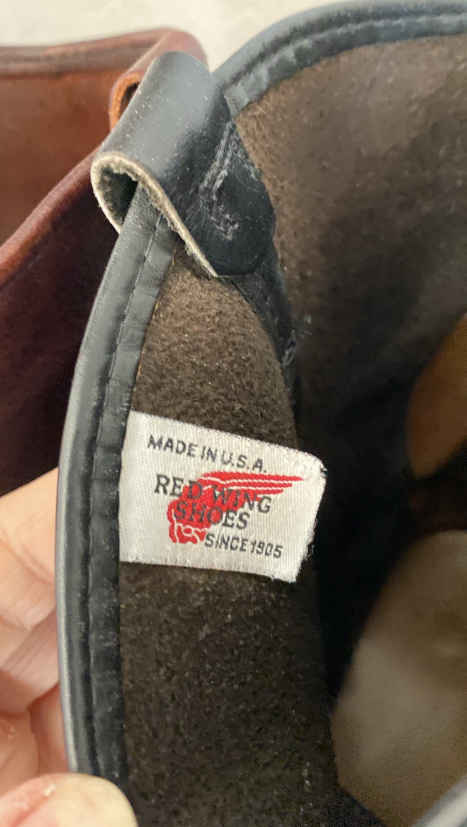 MADE IN U.S.A.
RED WING
SHOES
SINCE 1905